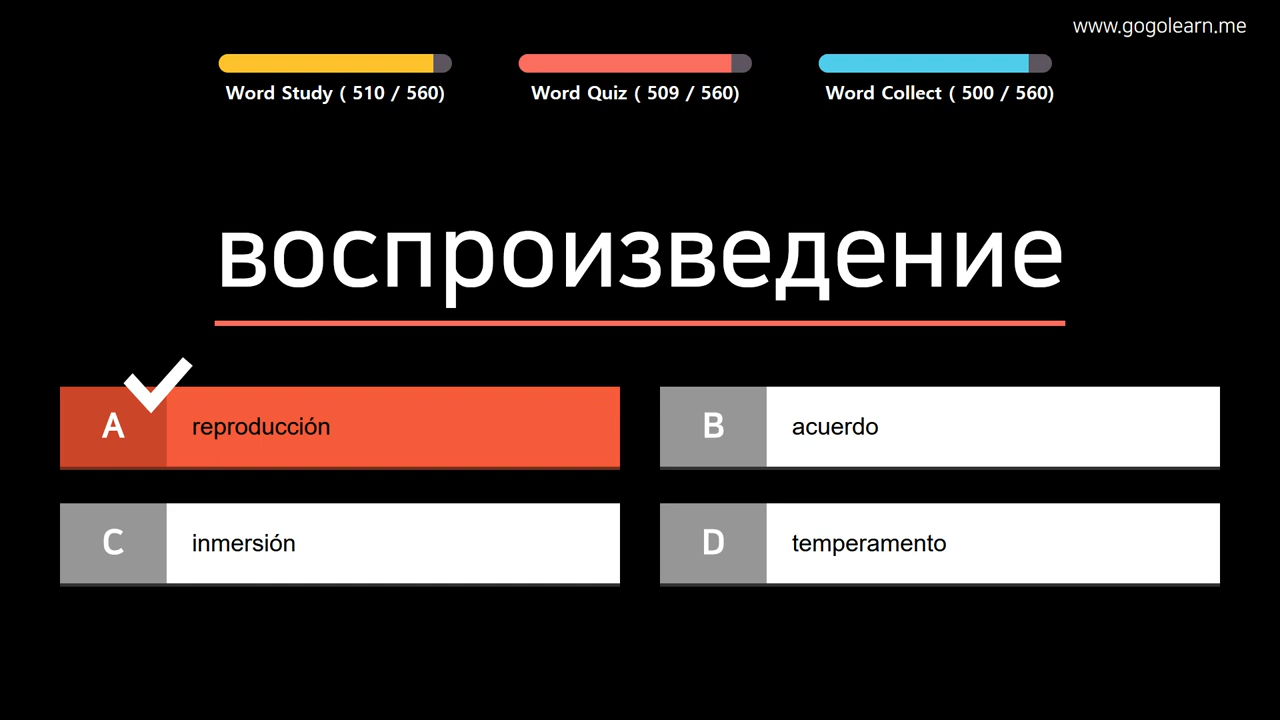 www.gogolearn.me
Word Study ( 510 / 560)
Word Quiz ( 509 / 560)
Word Collect ( 500 / 560)
воспроизведение
A reproducción
B acuerdo
C inmersión
D temperamento